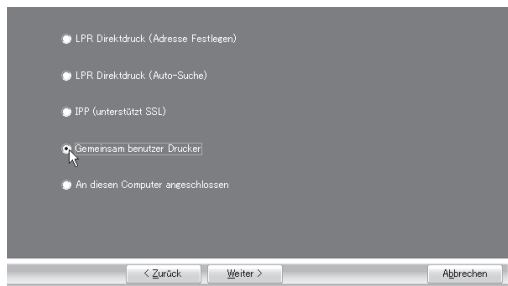 LPR Direktdruck (Adresse Festlegen)
LPR Direktdruck (Auto-Suche)
IPP (unterstützt SSL)
Gemeinsam benutzer Drucker
An diesen Computer angeschlossen
< Zurück Weiter > Abbrechen